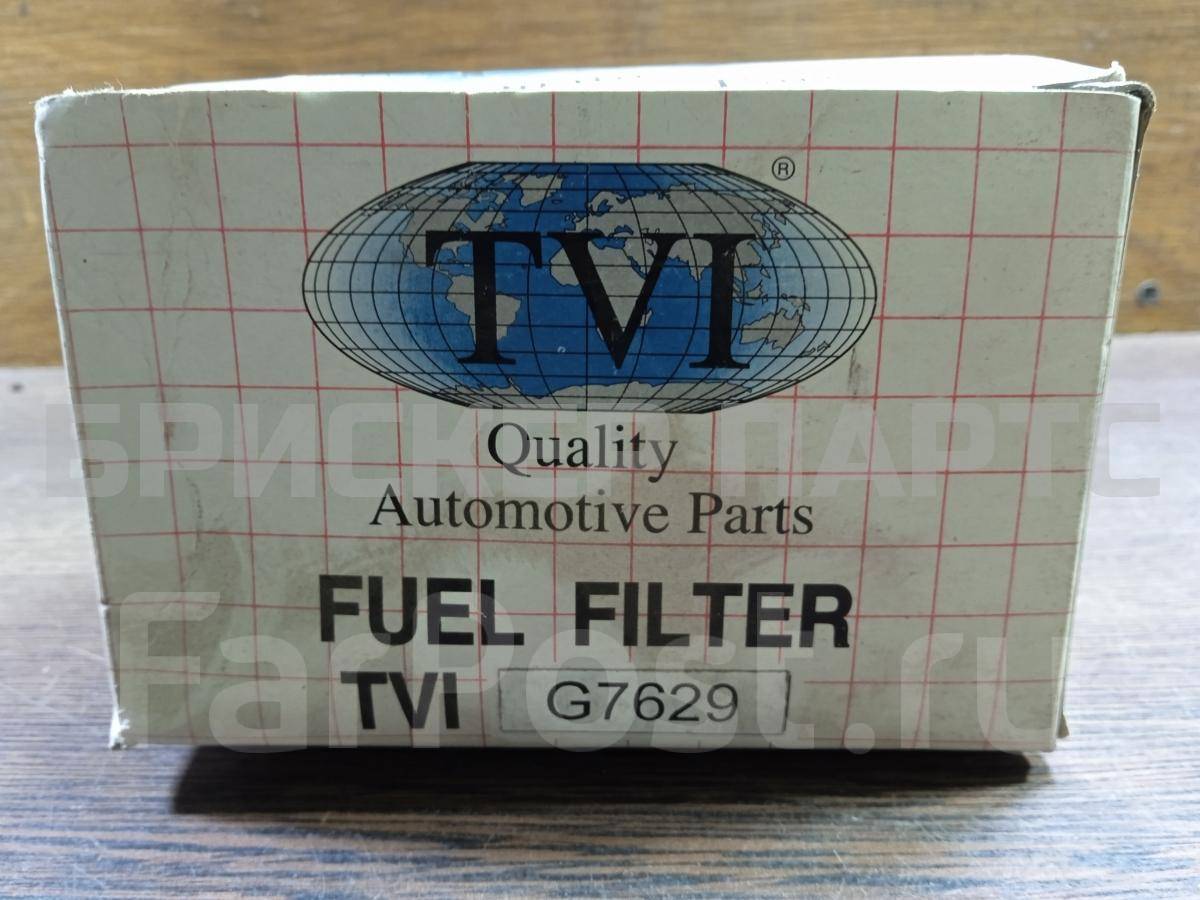 ®
TVI
Quality
БРИСКЕР ПАРТС
Automotive Parts
FUEL FILTER
FarPost.ru
TVI G7629